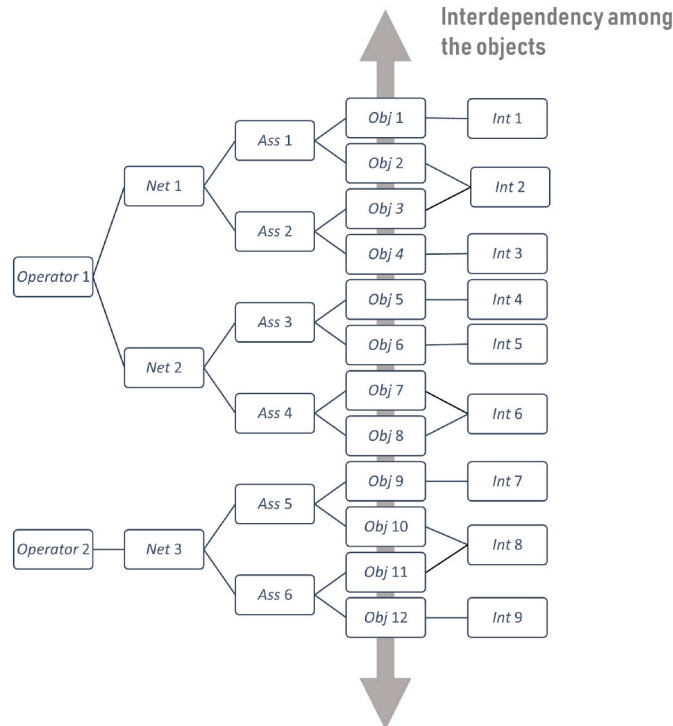 Interdependency among
the objects
Obj 1
Int 1
Ass 1
Obj 2
Net 1
Int 2
Obj 3
Ass 2
Obj 4
Int 3
Operator 1
Obj 5
Int 4
Ass 3
Obj 6
Int 5
Net 2
Obj 7
Ass 4
Int 6
Obj 8
Obj 9
Int 7
Ass 5
Obj 10
Operator 2
Net 3
Int 8
Obj 11
Ass 6
Obj 12
Int 9